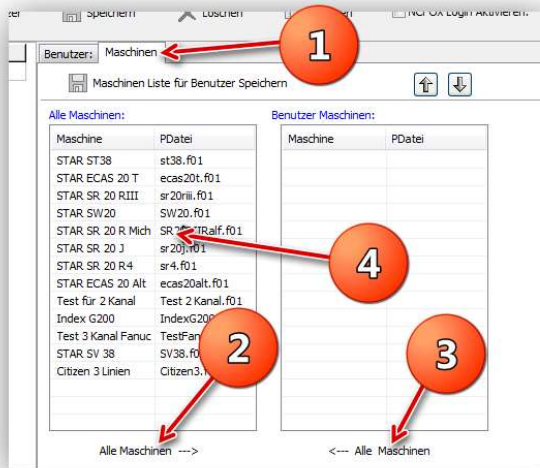 Speichern Löschen NCFOX Login Aktivieren.
Benutzer: Maschinen
1
Maschinen Liste für Benutzer Speichern
Alle Maschinen: Benutzer Maschinen:
Maschine PDatei Maschine PDatei
STAR ST38 st38.f01
STAR ECAS 20 T ecas20t.f01
STAR SR 20 RIII sr20riii.f01
STAR SW20 SW20.f01
STAR SR 20 R Mich
STAR SR 20 J
4
STAR SR 20 R4 sr4.f01
STAR ECAS 20 Alt ecas20alt.f01
Test für 2 Kanal Test 2 Kanal.f01
Index G200
Test 3 Kanal Fanuc
2
3
STAR SV 38
Citizen 3 Linien
Alle Maschinen ---> <--- Alle Maschinen